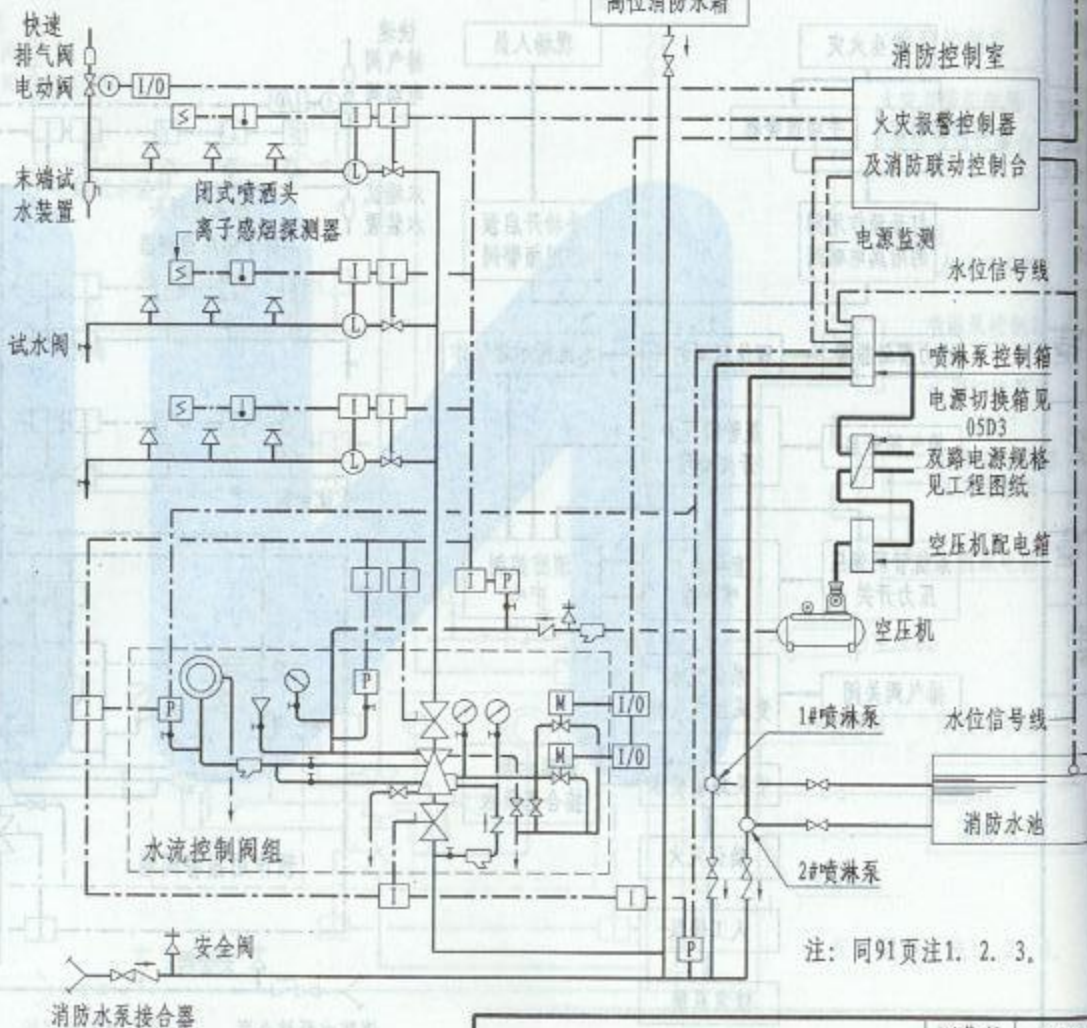 高位消防水箱
快速
排气阀
电动阀
I/O
消防控制室
火灾报警控制器
及消防联动控制台
I
I
L
末端试
水装置
闭式喷洒头
离子感烟探测器
电源监测
水位信号线
I
I
L
试水阀
喷淋泵控制箱
电源切换箱见
05D3
双路电源规格
见工程图纸
I
I
L
空压机配电箱
I
I
I
P
空压机
I
P
P
M
I/O
M
I/O
1#喷淋泵
水位信号线
消防水池
水流控制阀组
2#喷淋泵
I
I
P
安全阀
注: 同91页注1. 2. 3。
消防水泵接合器